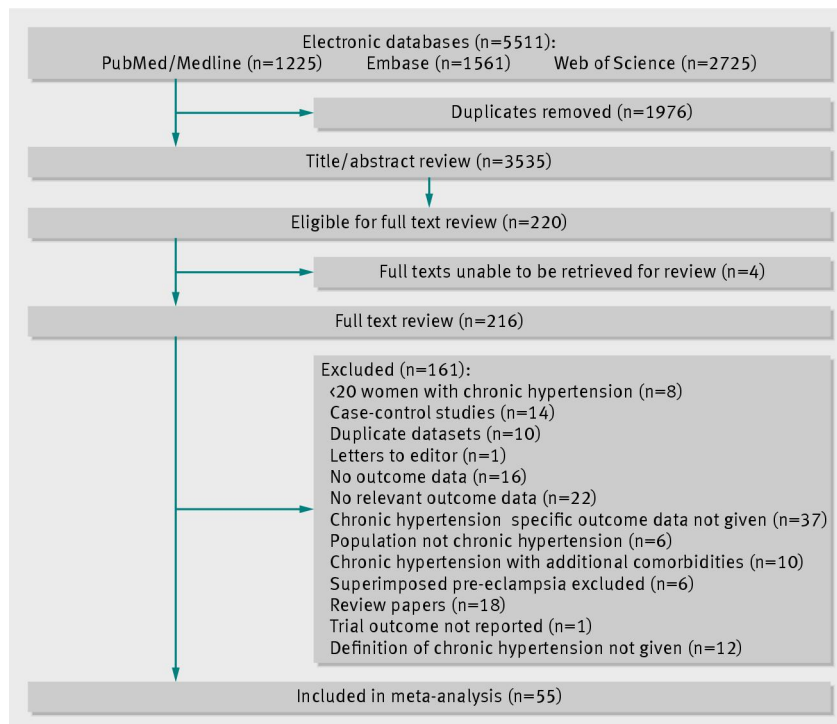 Electronic databases (n=5511):
PubMed/Medline (n=1225) Embase (n=1561) Web of Science (n=2725)
Duplicates removed (n=1976)
Title/abstract review (n=3535)
Eligible for full text review (n=220)
Full texts unable to be retrieved for review (n=4)
Full text review (n=216)
Excluded (n=161):
<20 women with chronic hypertension (n=8)
Case-control studies (n=14)
Duplicate datasets (n=10)
Letters to editor (n=1)
No outcome data (n=16)
No relevant outcome data (n=22)
Chronic hypertension specific outcome data not given (n=37)
Population not chronic hypertension (n=6)
Chronic hypertension with additional comorbidities (n=10)
Superimposed pre-eclampsia excluded (n=6)
Review papers (n=18)
Trial outcome not reported (n=1)
Definition of chronic hypertension not given (n=12)
Included in meta-analysis (n=55)